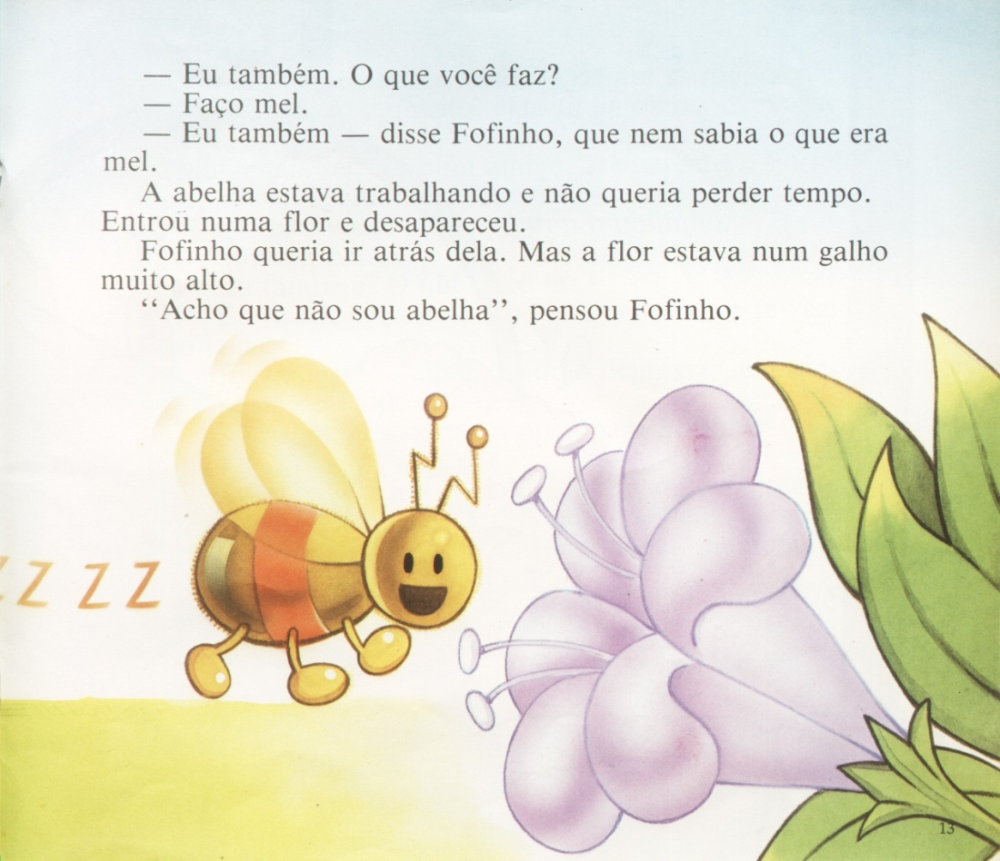 — Eu também. O que você faz?
— Faço mel.
— Eu também — disse Fofinho, que nem sabia o que era
mel.
A abelha estava trabalhando e não queria perder tempo.
Entrou numa flor e desapareceu.
Fofinho queria ir atrás dela. Mas a flor estava num galho
muito alto.
“Acho que não sou abelha”, pensou Fofinho.
Z Z Z Z
13